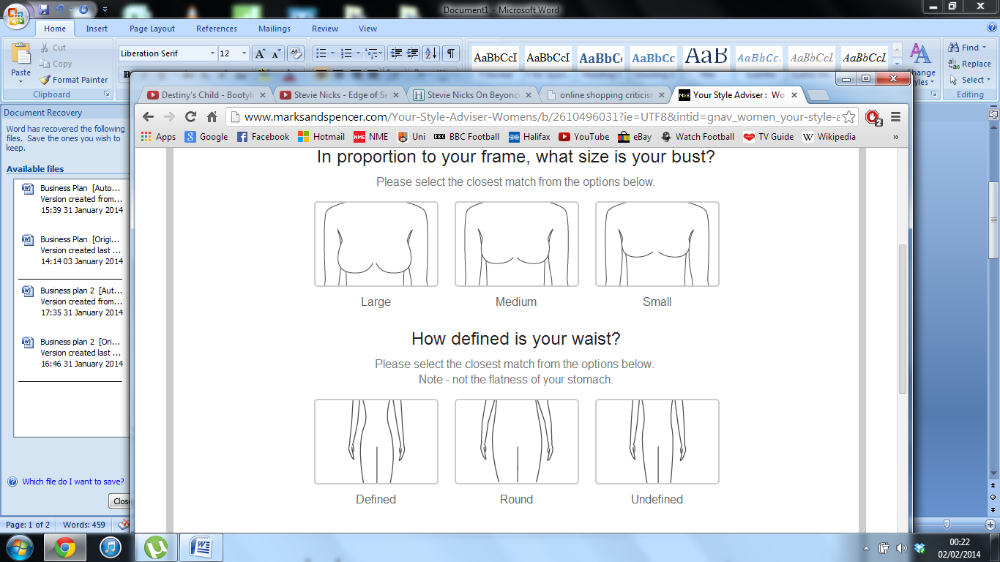 Document1 - Microsoft Word
Home Insert Page Layout References Mailings Review View
Paste
Cut
Copy
Format Painter
Clipboard
Liberation Serif 12
AaBbCcI AaBbCcI AaBbC AaBbCc AaB AaBbCcI AaBbCcI AaBbCcI
Change
Styles
Find
Replace
Select
Editing
Document Recovery
Word has recovered the following
files. Save the ones you wish to
keep.
Available files
Business Plan [Auto...
Version created from...
15:39 31 January 2014
Business Plan [Origi...
Version created last ...
14:14 03 January 2014
Business plan 2 [Aut...
Version created from...
17:35 31 January 2014
Business plan 2 [Ori...
Version created last ...
16:46 31 January 2014
Which file do I want to save?
Clos
Page: 1 of 2 Words: 459
Destiny's Child - Bootyli
Stevie Nicks - Edge of Se
Stevie Nicks On Beyonc
online shopping criticism
M&S Your Style Adviser : Wo
www.marksandspencer.com/Your-Style-Adviser-Womens/b/2610496031?ie=UTF8&intid=gnav_women_your-style-a
2
Apps Google Facebook Hotmail NME NME Uni BBC BBC Football Halifax YouTube eBay Watch Football TV Guide W Wikipedia »
In proportion to your frame, what size is your bust?
Please select the closest match from the options below.
Large Medium Small
How defined is your waist?
Please select the closest match from the options below.
Note - not the flatness of your stomach.
Defined Round Undefined
00:22
02/02/2014